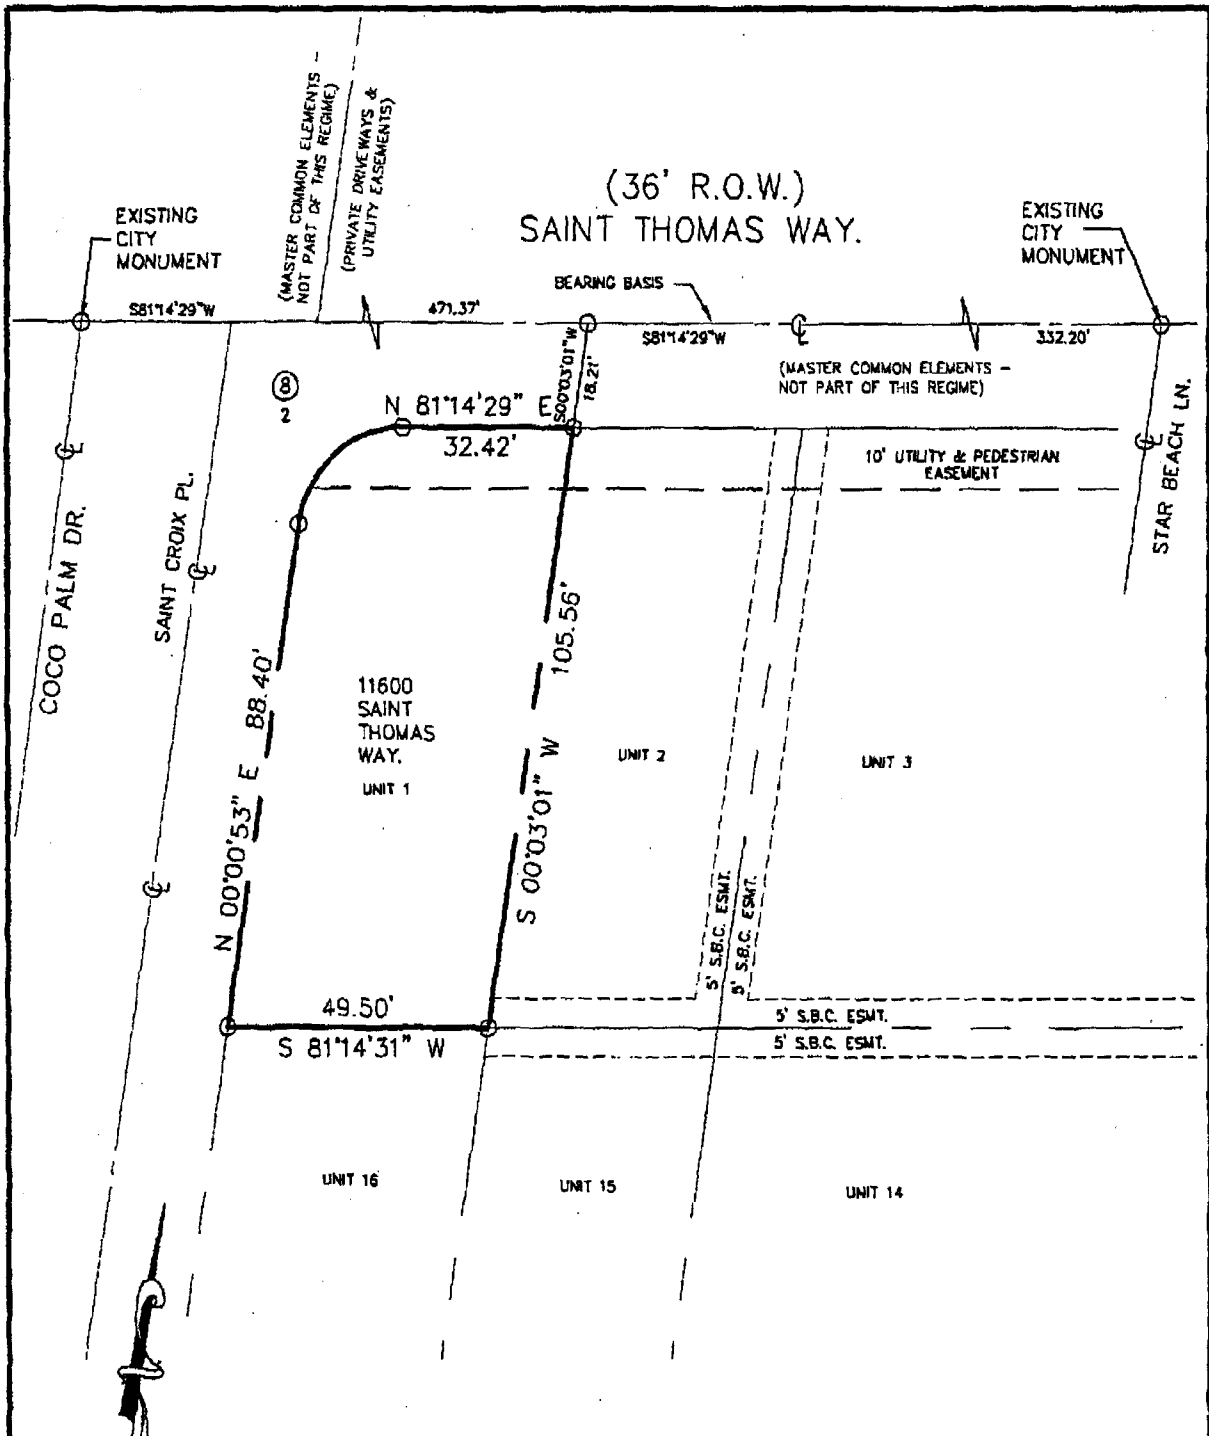 (MASTER COMMON ELEMENTS -
NOT PART OF THIS REGIME)
(PRIVATE DRIVEWAYS &
UTILITY EASEMENTS)
(36' R.O.W.)
SAINT THOMAS WAY.
EXISTING
CITY
MONUMENT
EXISTING
CITY
MONUMENT
BEARING BASIS
S81°14'29"W
471.37'
S81°14'29"W
332.20'
S00°03'01"W
18.21'
(MASTER COMMON ELEMENTS -
NOT PART OF THIS REGIME)
8
2
N 81°14'29" E
32.42'
10' UTILITY & PEDESTRIAN
EASEMENT
COCO PALM DR.
SAINT CROIX PL.
STAR BEACH LN.
N 00°00'53" E 88.40'
11600
SAINT
THOMAS
WAY.
UNIT 1
S 00°03'01" W 105.56'
UNIT 2
UNIT 3
5' S.B.C. ESMT.
5' S.B.C. ESMT.
49.50'
S 81°14'31" W
5' S.B.C. ESMT.
5' S.B.C. ESMT.
UNIT 16
UNIT 15
UNIT 14